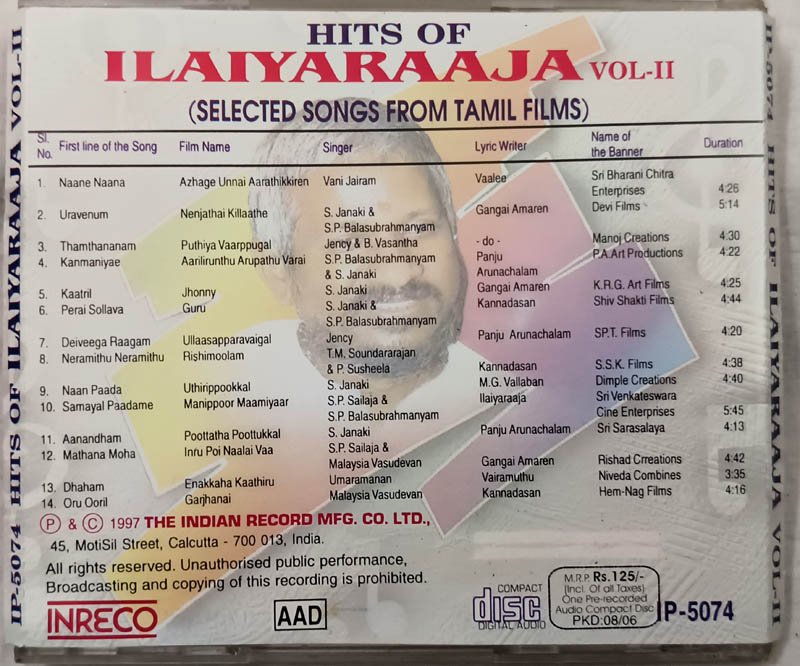 HITS OF
ILAIYARAAJA VOL-II
(SELECTED SONGS FROM TAMIL FILMS)
Sl. No. First line of the Song Film Name Singer Lyric Writer Name of the Banner Duration
1. Naane Naana Azhage Unnai Aarathikkiren Vani Jairam Vaalee Sri Bharani Chitra
Enterprises 4:26
2. Uravenum Nenjathai Killaathe S. Janaki & Gangai Amaren Devi Films 5:14
S.P. Balasubrahmanyam
3. Thamthananam Puthiya Vaarppugal Jency & B. Vasantha - do - Manoj Creations 4:30
4. Kanmaniyae Aarilirunthu Arupathu Varai S.P. Balasubrahmanyam Panju P.A.Art Productions 4:22
& S. Janaki Arunachalam
5. Kaatril Jhonny S. Janaki Gangai Amaren K.R.G. Art Films 4:25
6. Perai Sollava Guru S. Janaki & Kannadasan Shiv Shakti Films 4:44
S.P. Balasubrahmanyam
7. Deiveega Raagam Ullaasapparavaigal Jency Panju Arunachalam SP.T. Films 4:20
8. Neramithu Neramithu Rishimoolam T.M. Soundararajan
& P. Susheela Kannadasan S.S.K. Films 4:38
9. Naan Paada Uthirippookkal S. Janaki M.G. Vallaban Dimple Creations 4:40
10. Samayal Paadame Manippoor Maamiyaar S.P. Sailaja & Ilaiyaraaja Sri Venkateswara
S.P. Balasubrahmanyam Cine Enterprises 5:45
11. Aanandham Poottatha Poottukkal S. Janaki Panju Arunachalam Sri Sarasalaya 4:13
12. Mathana Moha Inru Poi Naalai Vaa S.P. Sailaja &
Malaysia Vasudevan Gangai Amaren Rishad Crreations 4:42
13. Dhaham Enakkaha Kaathiru Umaramanan Vairamuthu Niveda Combines 3:35
14. Oru Ooril Garjhanai Malaysia Vasudevan Kannadasan Hem-Nag Films 4:16
℗ & © 1997 THE INDIAN RECORD MFG. CO. LTD.,
45, MotiSil Street, Calcutta - 700 013, India.
All rights reserved. Unauthorised public performance,
Broadcasting and copying of this recording is prohibited.
INRECO
AAD
COMPACT
disc
DIGITAL AUDIO
M.R.P. Rs.125/-
(Incl. Of all Taxes)
One Pre-recorded
Audio Compact Disc
PKD:08/06
IP-5074
IP-5074 HITS OF ILAIYARAAJA VOL-II
IP-5074 HITS OF ILAIYARAAJA VOL-II